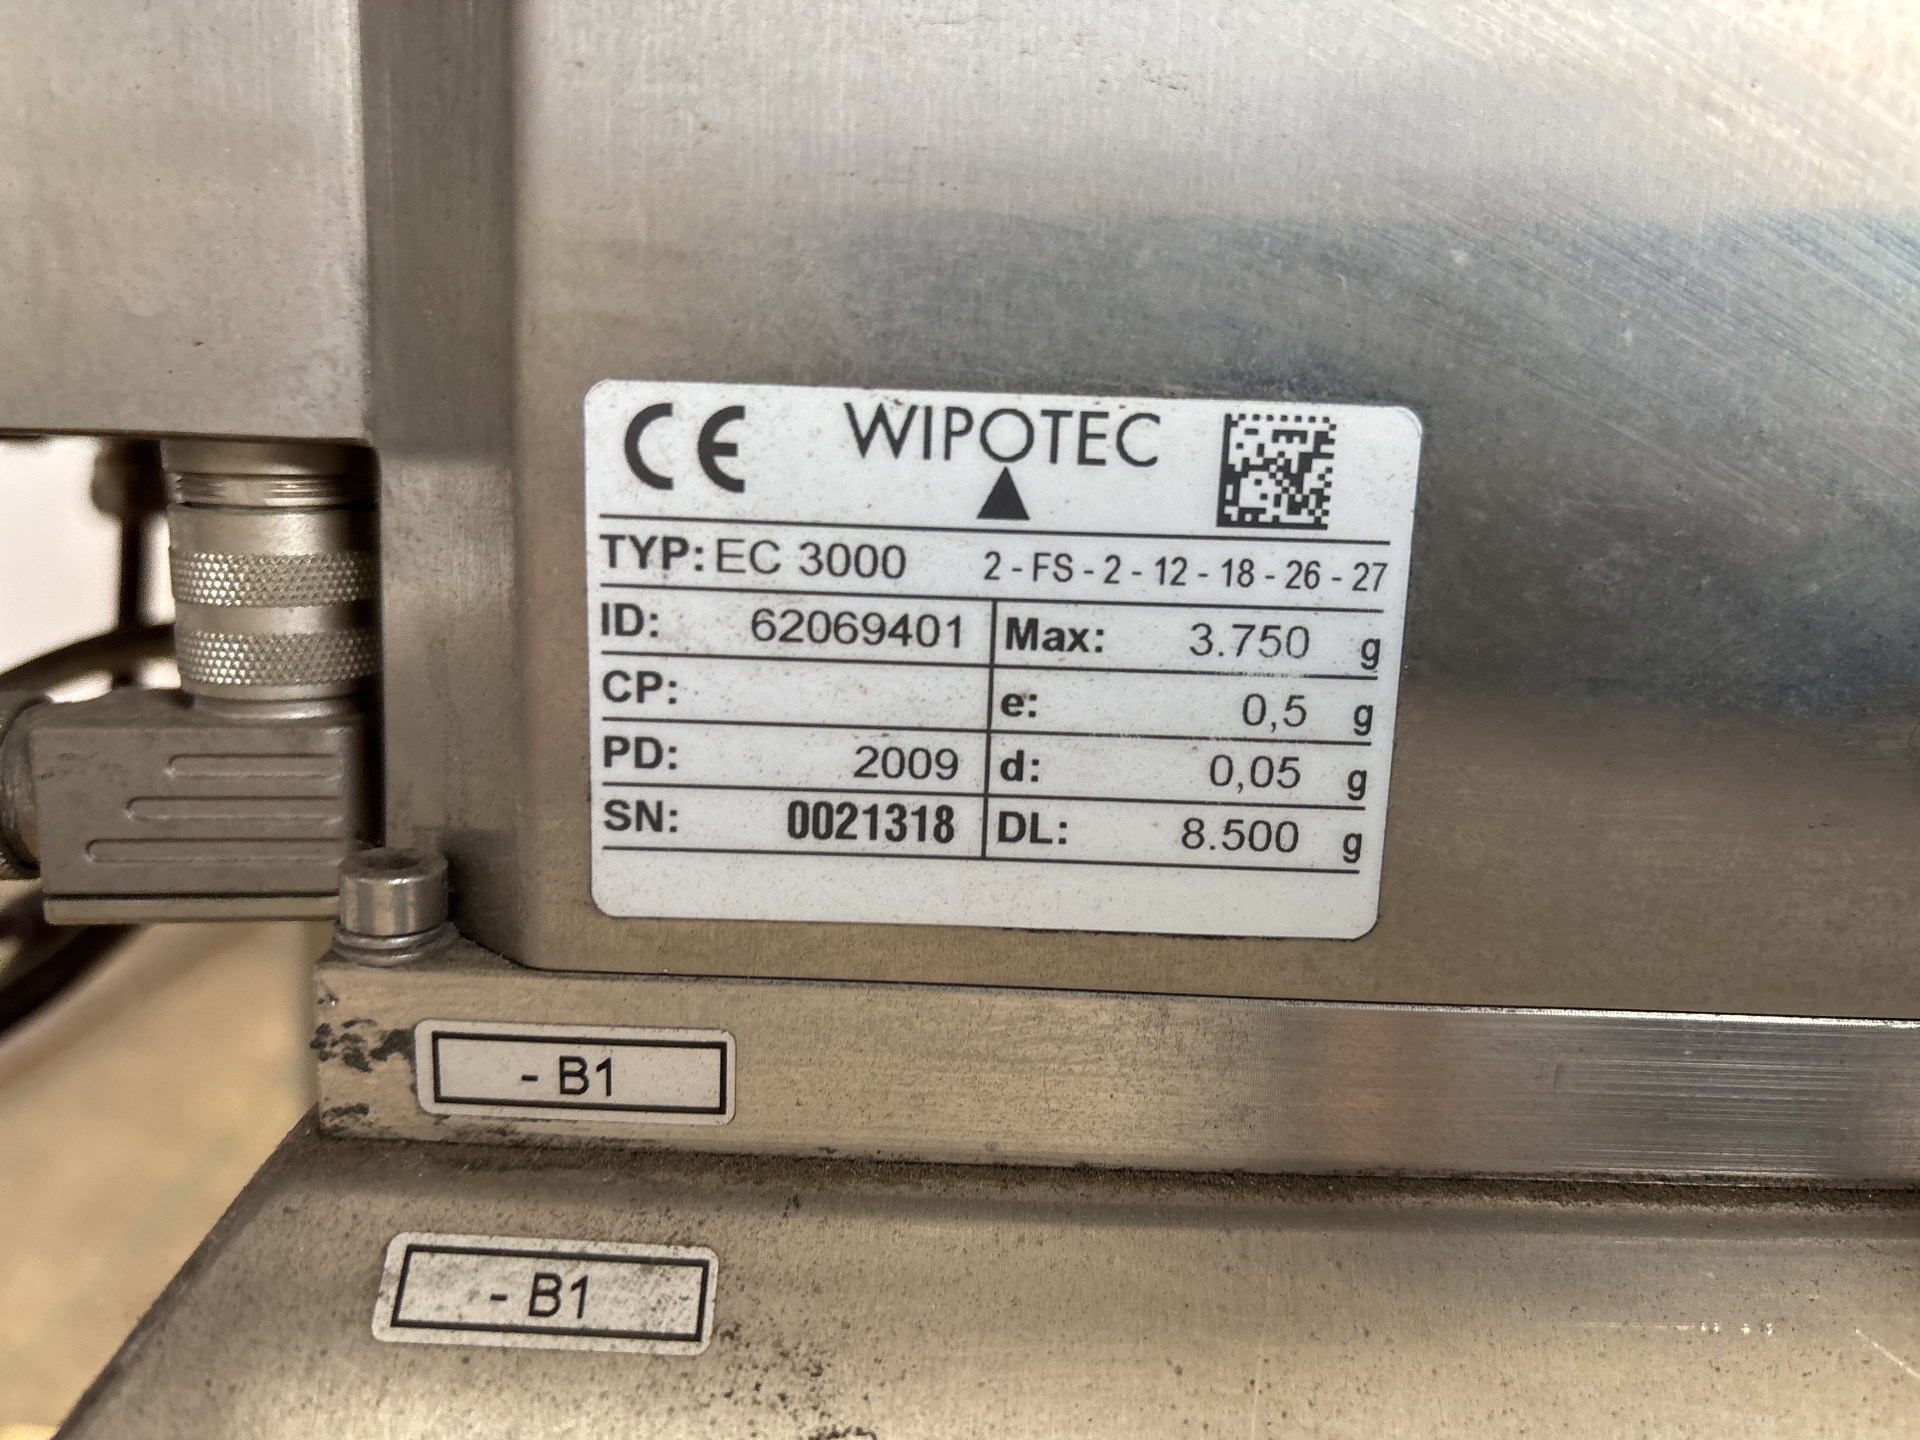 CE WIPOTEC
TYP: EC 3000 2 - FS - 2 - 12 - 18 - 26 - 27
ID: 62069401 Max: 3.750 g
CP: e: 0,5 g
PD: 2009 d: 0,05 g
SN: 0021318 DL: 8.500 g
- B1
- B1